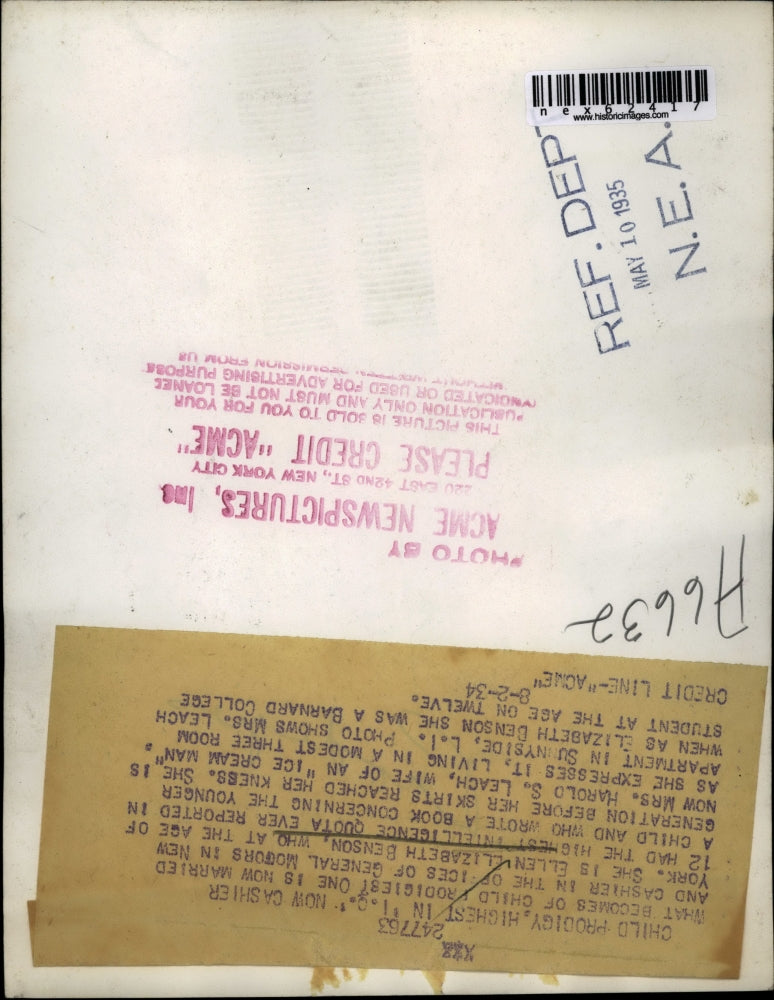 nex62417
www.historicimages.com
REF. DEPT
MAY 10 1935
N. E. A.
PHOTO BY
ACME NEWSPICTURES, Inc
220 EAST 42ND ST., NEW YORK CITY
PLEASE CREDIT "ACME"
THIS PICTURE IS SOLD TO YOU FOR YOUR
PUBLICATION ONLY AND MUST NOT BE LOANED
SYNDICATED OR USED FOR ADVERTISING PURPOSE
WITHOUT WRITTEN PERMISSION FROM US
H6632
247763
CHILD PRODIGY, HIGHEST IN "I.Q.", NOW CASHIER
WHAT BECOMES OF CHILD PRODIGIES? ONE IS NOW MARRIED
AND CASHIER IN THE OFFICES OF GENERAL MOTORS IN NEW
YORK. SHE IS ELLEN ELIZABETH BENSON, WHO AT THE AGE OF
12 HAD THE HIGHEST INTELLIGENCE QUOTA EVER REPORTED IN
A CHILD AND WHO WROTE A BOOK CONCERNING THE YOUNGER
GENERATION BEFORE HER SKIRTS REACHED HER KNEES. SHE IS
NOW MRS. HAROLD S. LEACH, WIFE OF AN "ICE CREAM MAN"
AS SHE EXPRESSES IT, LIVING IN A MODEST THREE ROOM
APARTMENT IN SUNNYSIDE, L.I. PHOTO SHOWS MRS. LEACH
WHEN AS ELIZABETH BENSON SHE WAS A BARNARD COLLEGE
STUDENT AT THE AGE ON TWELVE.
CREDIT LINE-"ACME" 8-2-34